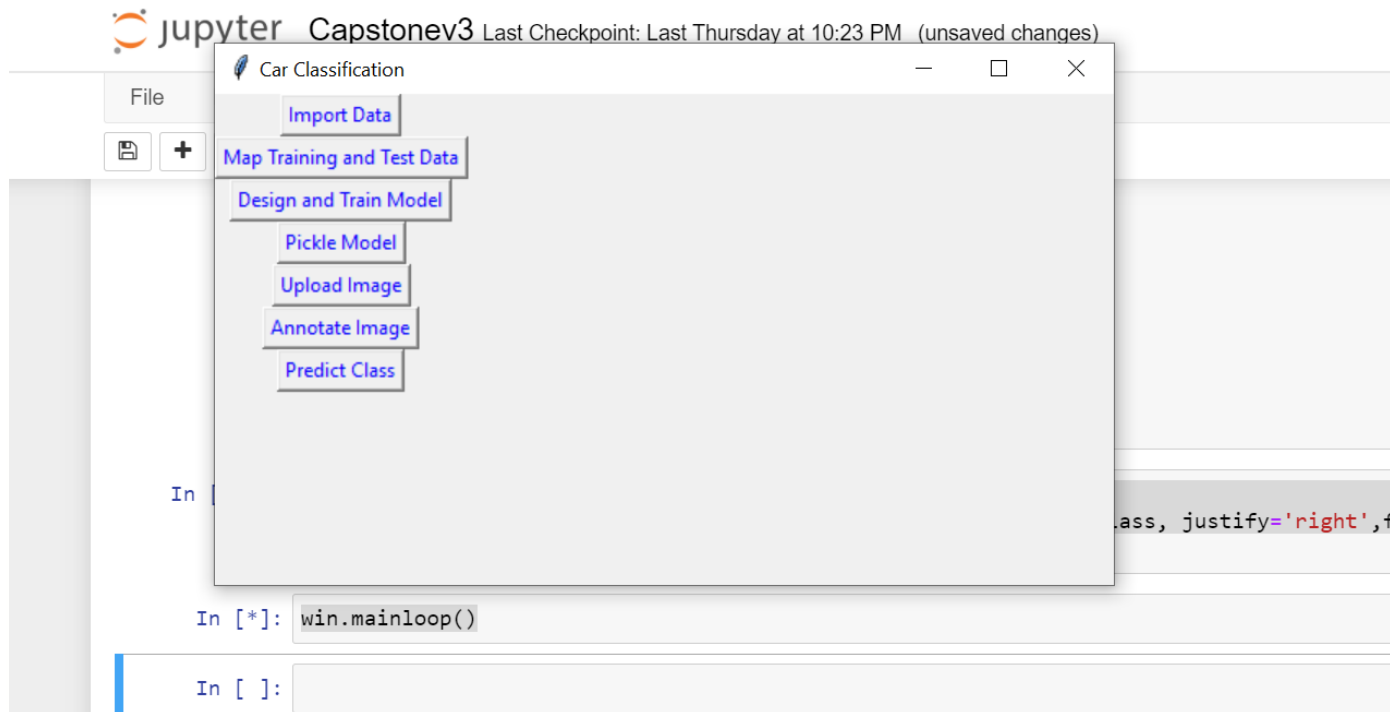 jupyter Capstonev3 Last Checkpoint: Last Thursday at 10:23 PM (unsaved changes)
Car Classification
File
Import Data
Map Training and Test Data
Design and Train Model
Pickle Model
Upload Image
Annotate Image
Predict Class
In [
ass, justify='right',f
In [*]: win.mainloop()
In [ ]: